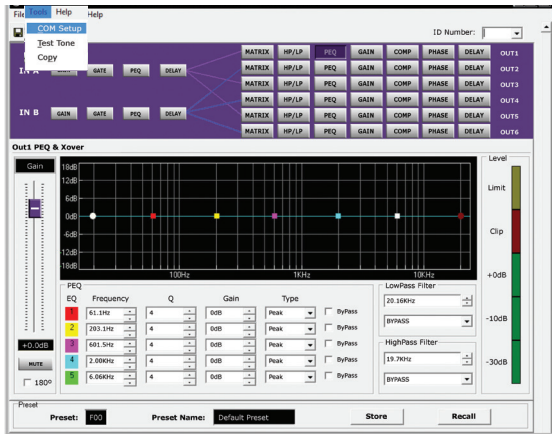 File Tools Help Help
COM Setup
Test Tone
Copy
ID Number:
MATRIX HP/LP PEQ GAIN COMP PHASE DELAY OUT1
IN A GATE PEQ DELAY MATRIX HP/LP PEQ GAIN COMP PHASE DELAY OUT2
MATRIX HP/LP PEQ GAIN COMP PHASE DELAY OUT3
MATRIX HP/LP PEQ GAIN COMP PHASE DELAY OUT4
IN B GAIN GATE PEQ DELAY MATRIX HP/LP PEQ GAIN COMP PHASE DELAY OUT5
MATRIX HP/LP PEQ GAIN COMP PHASE DELAY OUT6
Out1 PEQ & Xover
Gain
+0.0dB
MUTE
180º
18dB
12dB
6dB
0dB
-6dB
-12dB
-18dB
100Hz 1KHz 10KHz
PEQ
EQ Frequency Q Gain Type
1 61.1Hz 4 0dB Peak ByPass
2 203.1Hz 4 0dB Peak ByPass
3 601.5Hz 4 0dB Peak ByPass
4 2.00KHz 4 0dB Peak ByPass
5 6.06KHz 4 0dB Peak ByPass
LowPass Filter
20.16KHz
BYPASS
HighPass Filter
19.7KHz
BYPASS
Level
Limit
Clip
+0dB
-10dB
-30dB
Preset
Preset: F00 Preset Name: Default Preset Store Recall